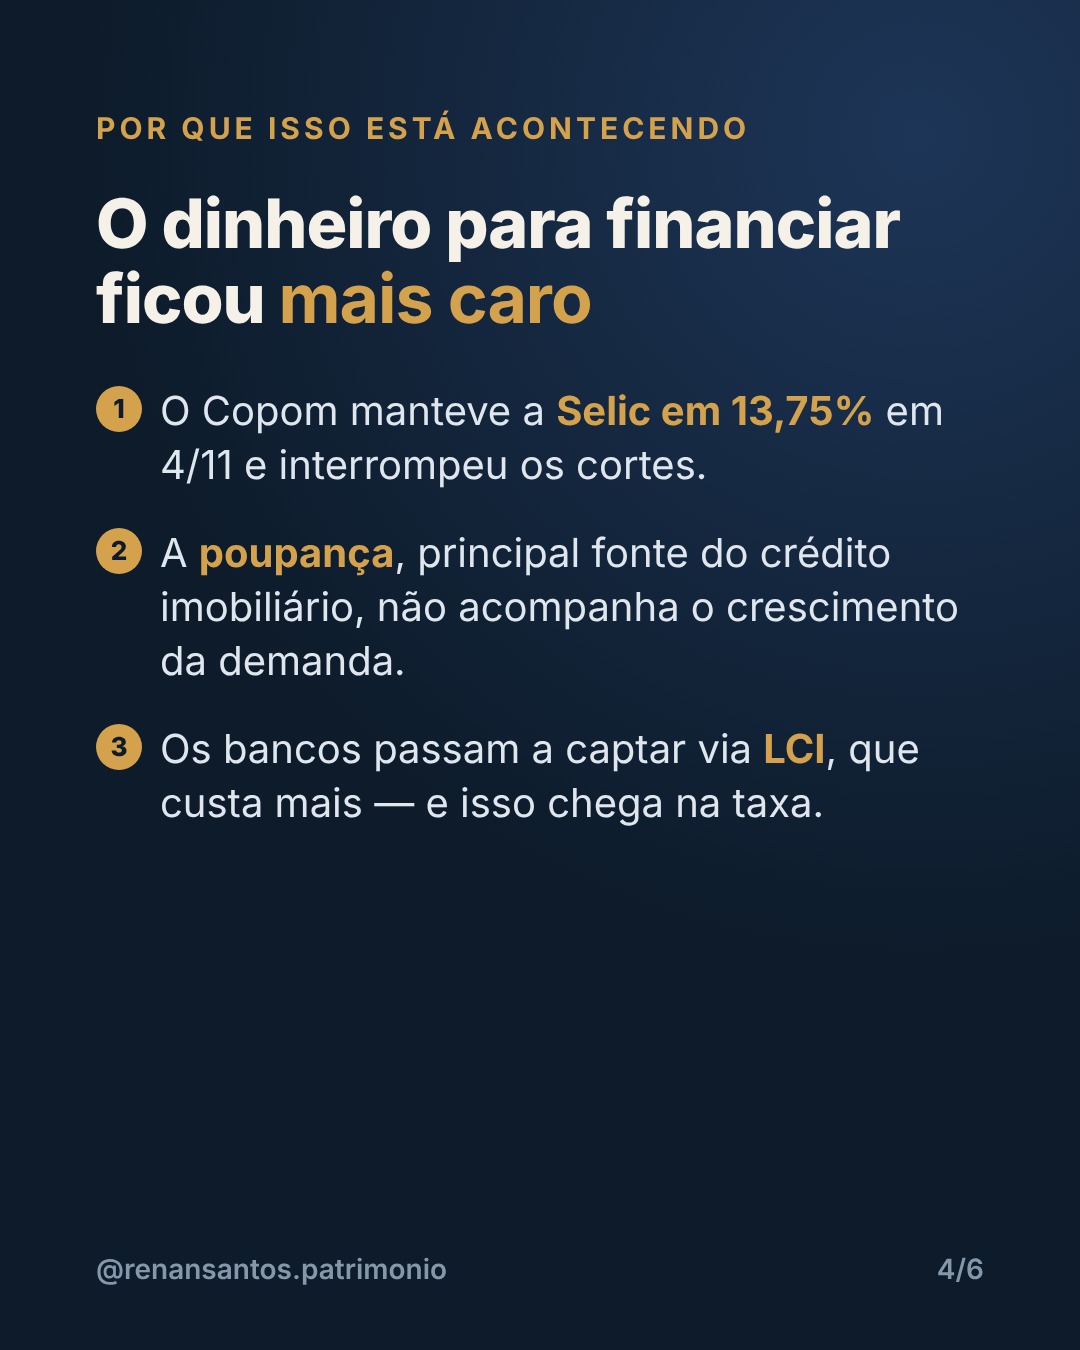 POR QUE ISSO ESTÁ ACONTECENDO
O dinheiro para financiar
ficou mais caro
1 O Copom manteve a Selic em 13,75% em
4/11 e interrompeu os cortes.
2 A poupança, principal fonte do crédito
imobiliário, não acompanha o crescimento
da demanda.
3 Os bancos passam a captar via LCI, que
custa mais — e isso chega na taxa.
@renansantos.patrimonio
4/6